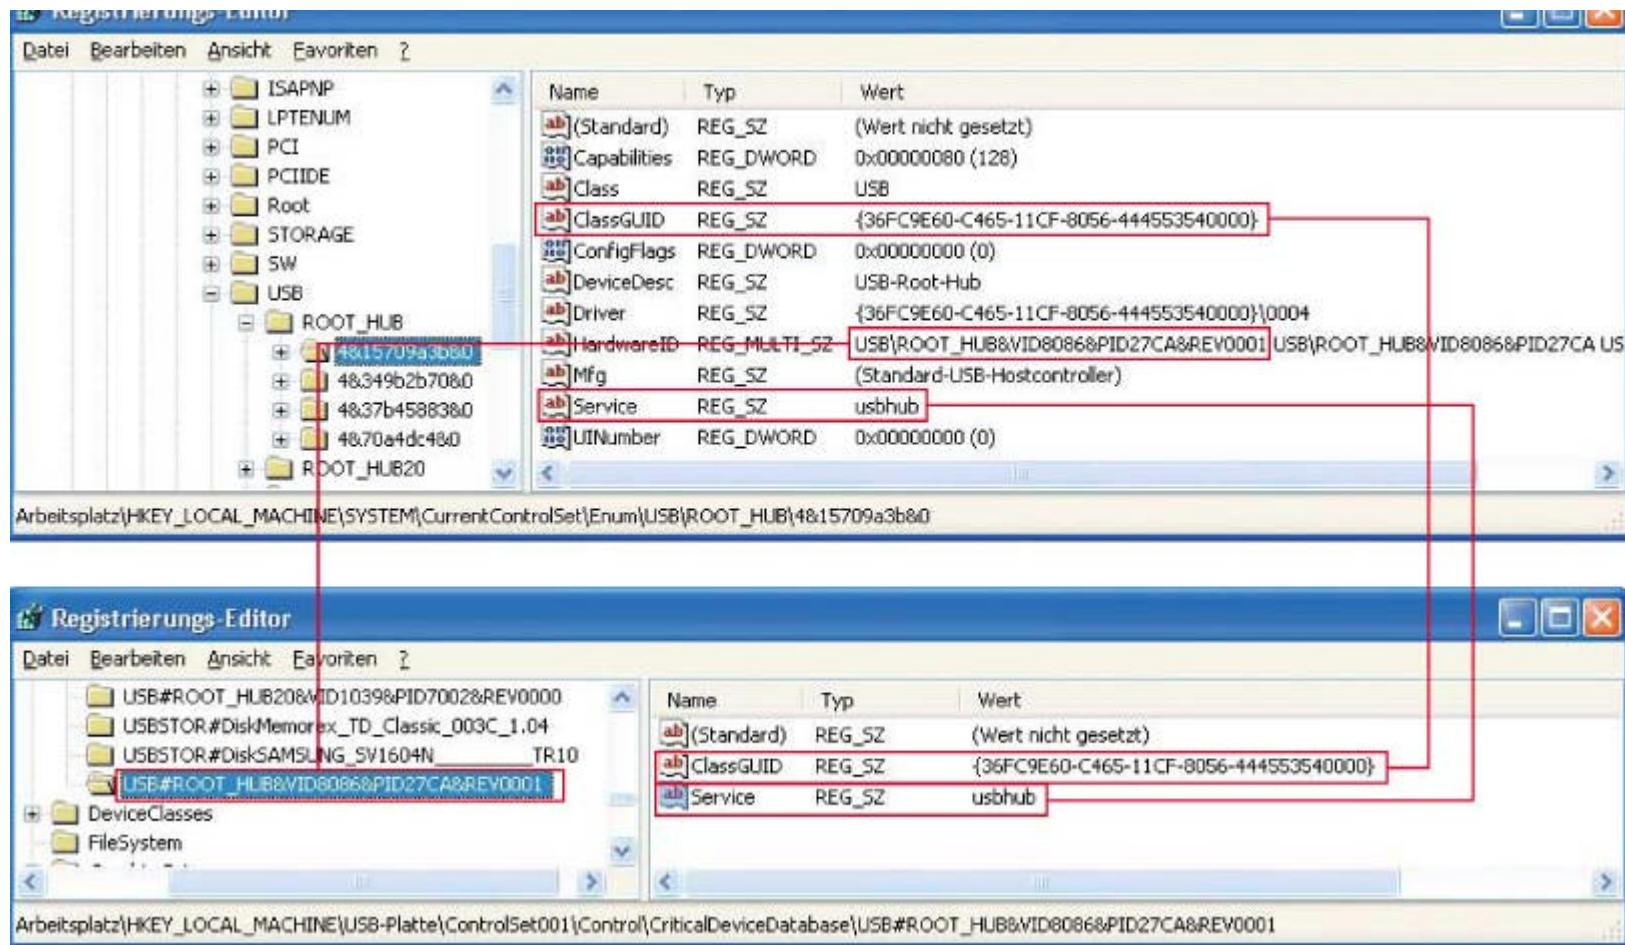 Registrierungs-Editor
Datei Bearbeiten Ansicht Favoriten ?
ISAPNP
LPTENUM
PCI
PCIIDE
Root
STORAGE
SW
USB
ROOT_HUB
4&15709a3b&0
4&349b2b70&0
4&37b45883&0
4&70a4dc4&0
ROOT_HUB20
Name Typ Wert
(Standard) REG_SZ (Wert nicht gesetzt)
Capabilities REG_DWORD 0x00000080 (128)
Class REG_SZ USB
ClassGUID REG_SZ {36FC9E60-C465-11CF-8056-444553540000}
ConfigFlags REG_DWORD 0x00000000 (0)
DeviceDesc REG_SZ USB-Root-Hub
Driver REG_SZ {36FC9E60-C465-11CF-8056-444553540000}\0004
HardwareID REG_MULTI_SZ USB\ROOT_HUB&VID8086&PID27CA&REV0001 USB\ROOT_HUB&VID8086&PID27CA US
Mfg REG_SZ (Standard-USB-Hostcontroller)
Service REG_SZ usbhub
UINumber REG_DWORD 0x00000000 (0)
Arbeitsplatz\HKEY_LOCAL_MACHINE\SYSTEM\CurrentControlSet\Enum\USB\ROOT_HUB\4&15709a3b&0
Registrierungs-Editor
Datei Bearbeiten Ansicht Favoriten ?
USB#ROOT_HUB20&VID1039&PID7002&REV0000
USBSTOR#DiskMemorex_TD_Classic_003C_1.04
USBSTOR#DiskSAMSUNG_SV1604N________TR10
USB#ROOT_HUB&VID8086&PID27CA&REV0001
DeviceClasses
FileSystem
Name Typ Wert
(Standard) REG_SZ (Wert nicht gesetzt)
ClassGUID REG_SZ {36FC9E60-C465-11CF-8056-444553540000}
Service REG_SZ usbhub
Arbeitsplatz\HKEY_LOCAL_MACHINE\USB-Platte\ControlSet001\Control\CriticalDeviceDatabase\USB#ROOT_HUB&VID8086&PID27CA&REV0001